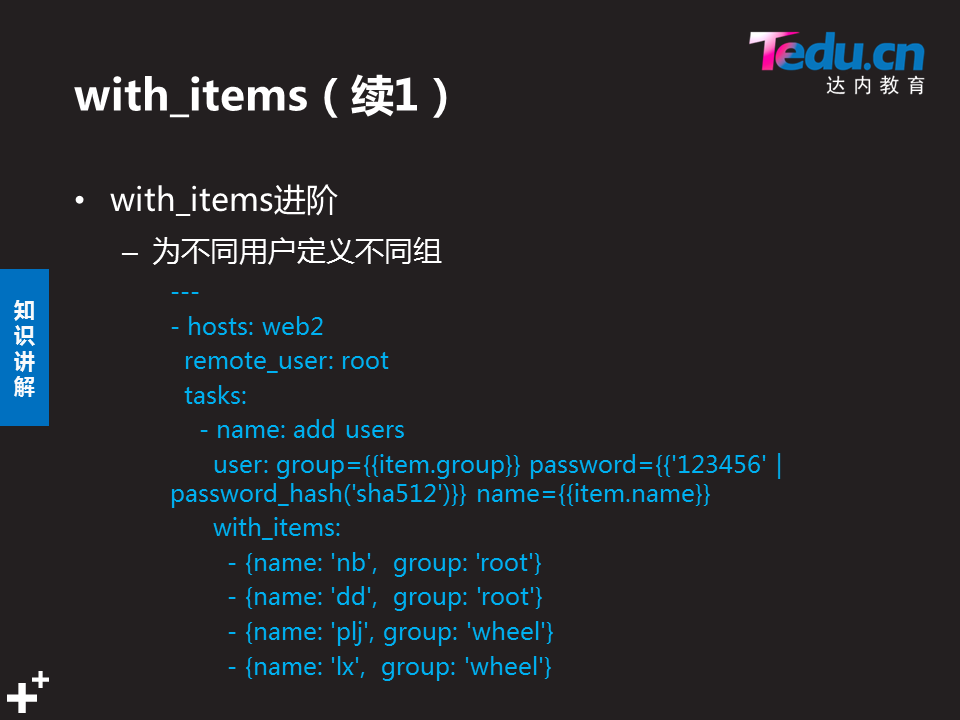 Tedu.cn
达内教育
with_items（续1）
• with_items进阶
– 为不同用户定义不同组
知识讲解
---
- hosts: web2
remote_user: root
tasks:
- name: add users
user: group={{item.group}} password={{'123456' |
password_hash('sha512')}} name={{item.name}}
with_items:
- {name: 'nb', group: 'root'}
- {name: 'dd', group: 'root'}
- {name: 'plj', group: 'wheel'}
- {name: 'lx', group: 'wheel'}